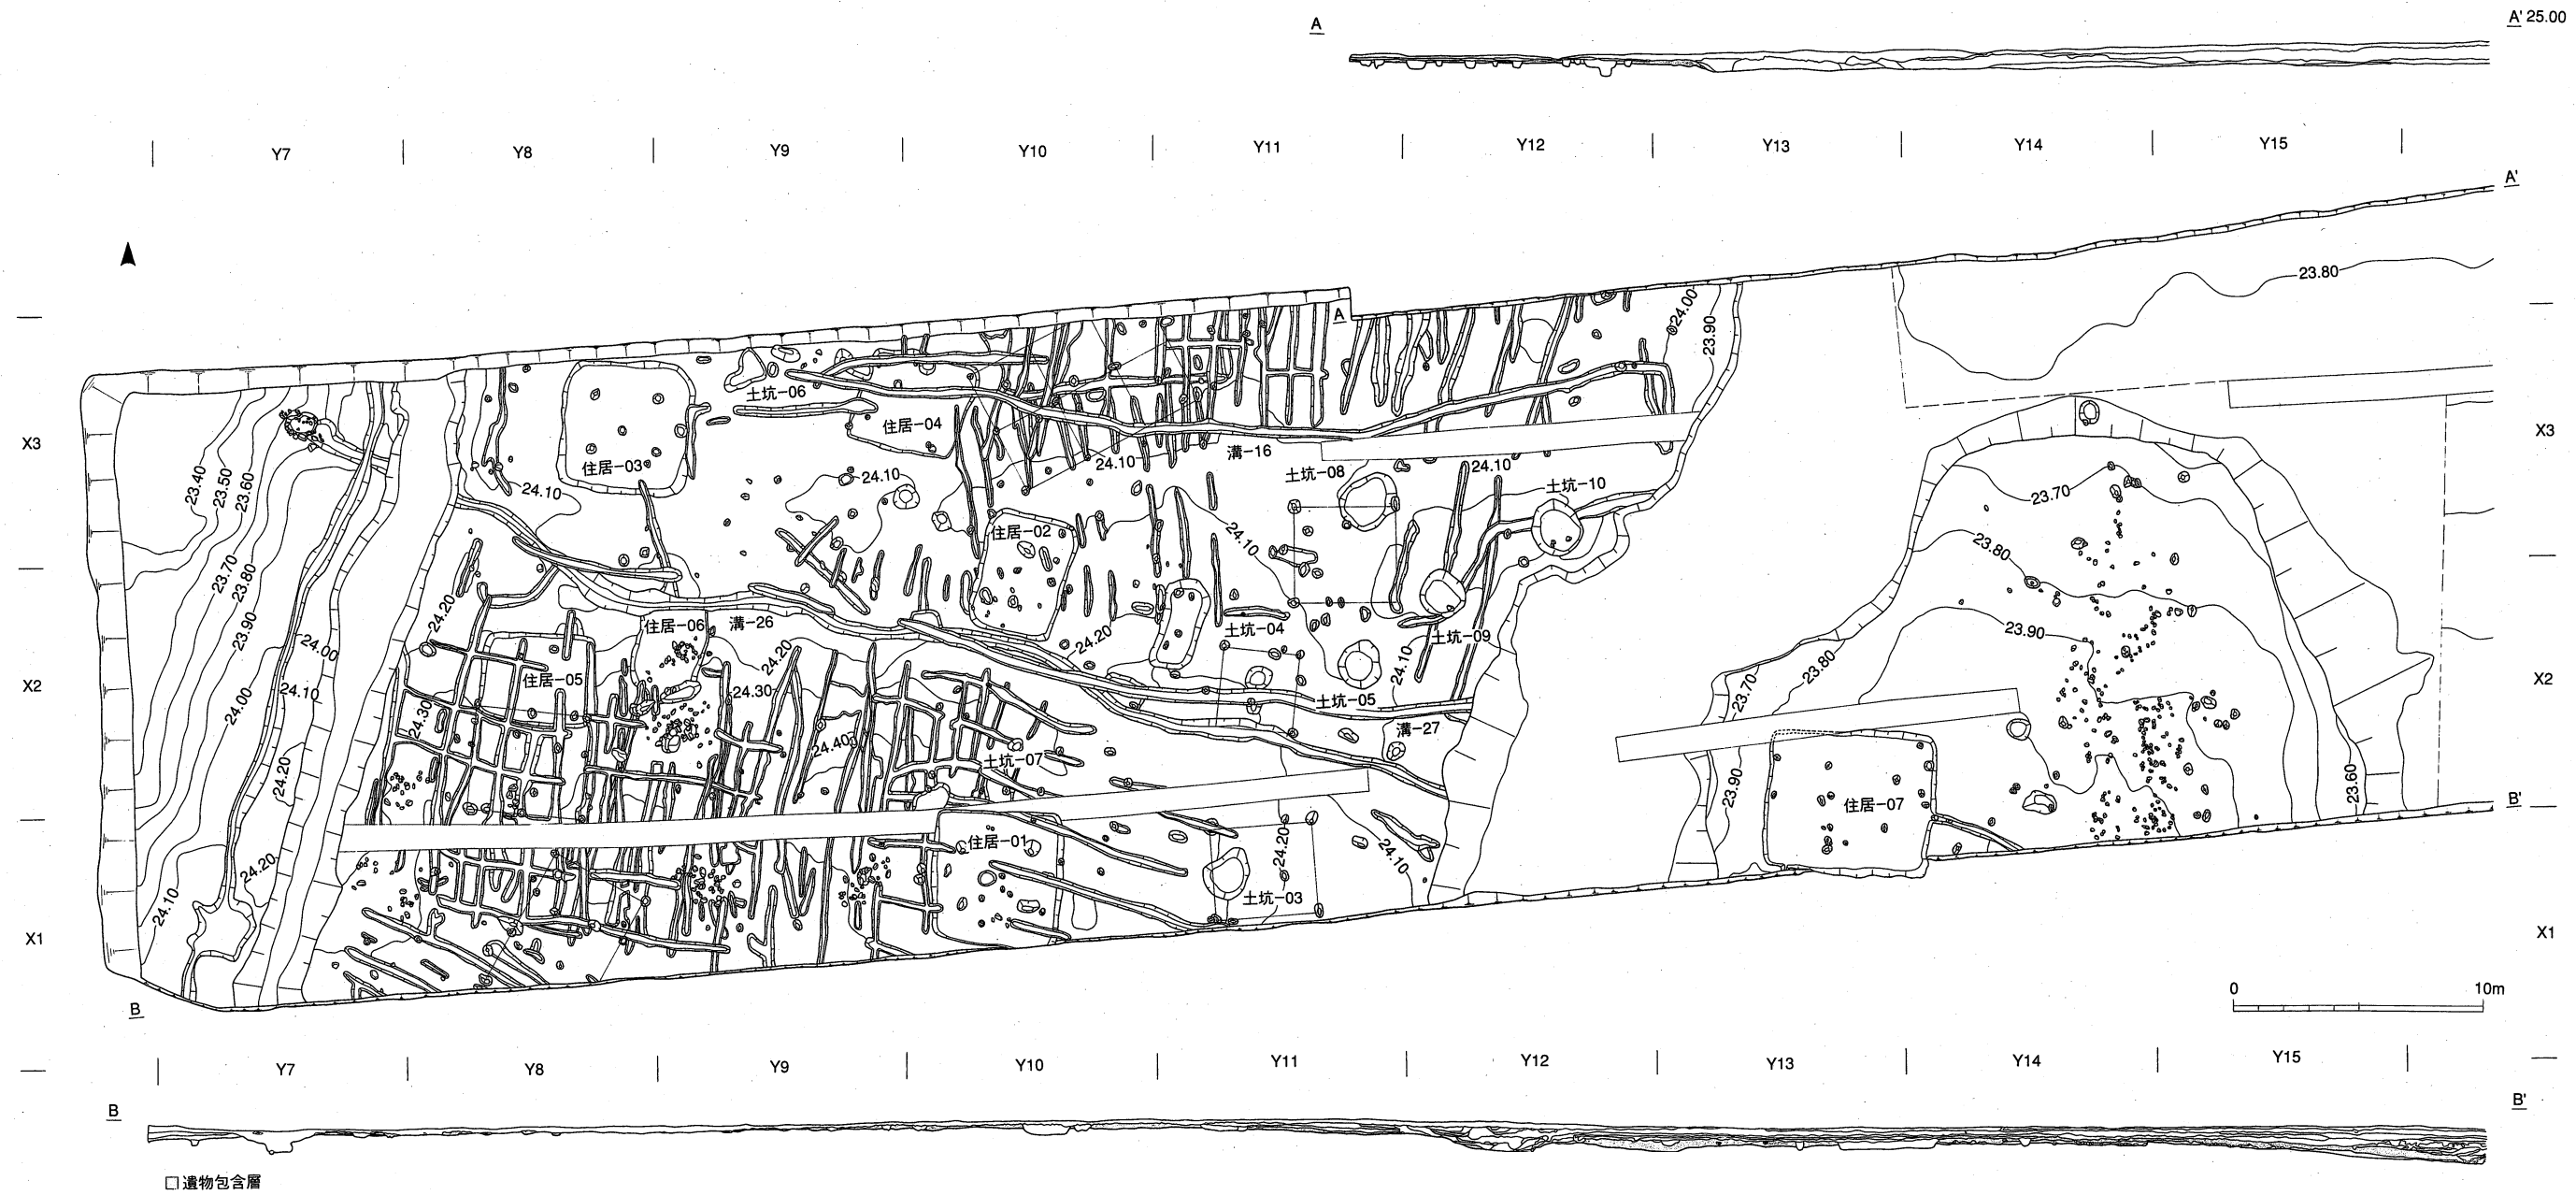 A
A' 25.00
Y7
Y8
Y9
Y10
Y11
Y12
Y13
Y14
Y15
A'
A
23.80
24.00
23.90
土坑-06
住居-04
住居-03
X3
X3
溝-16
24.10
土坑-08
24.10
土坑-10
23.40
23.50
23.60
24.10
24.10
住居-02
24.10
23.70
23.80
23.70
23.80
23.90
24.20
住居-06
溝-26
24.20
土坑-04
土坑-09
23.90
24.00
24.20
住居-05
24.10
X2
X2
24.00
24.10
24.30
24.30
土坑-05
溝-27
23.80
23.70
24.40
土坑-07
24.20
23.90
23.60
住居-07
B'
住居-01
24.20
24.10
24.20
24.10
土坑-03
X1
X1
B
0
10m
Y7
Y8
Y9
Y10
Y11
Y12
Y13
Y14
Y15
B
B'
遺物包含層